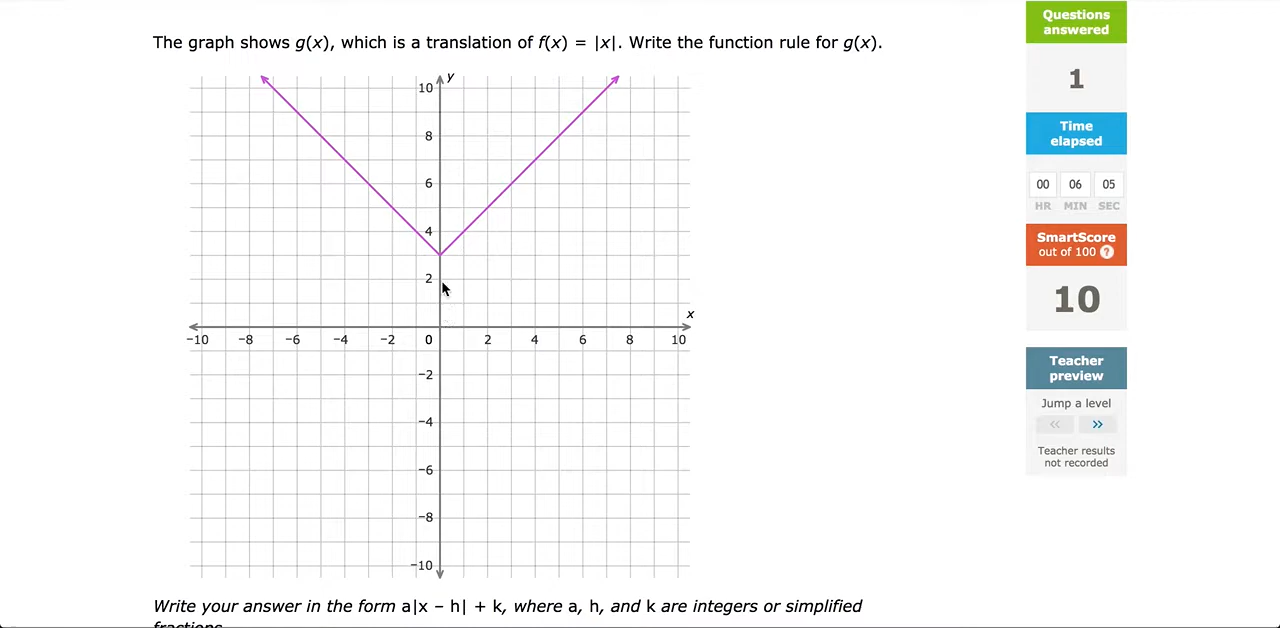 The graph shows g(x), which is a translation of f(x) = |x|. Write the function rule for g(x).
y
10
8
6
4
2
x
−10 −8 −6 −4 −2 0 2 4 6 8 10
−2
−4
−6
−8
−10
Write your answer in the form a|x − h| + k, where a, h, and k are integers or simplified
fractions.
Questions
answered
1
Time
elapsed
00 06 05
HR MIN SEC
SmartScore
out of 100 ?
10
Teacher
preview
Jump a level
<< >>
Teacher results
not recorded